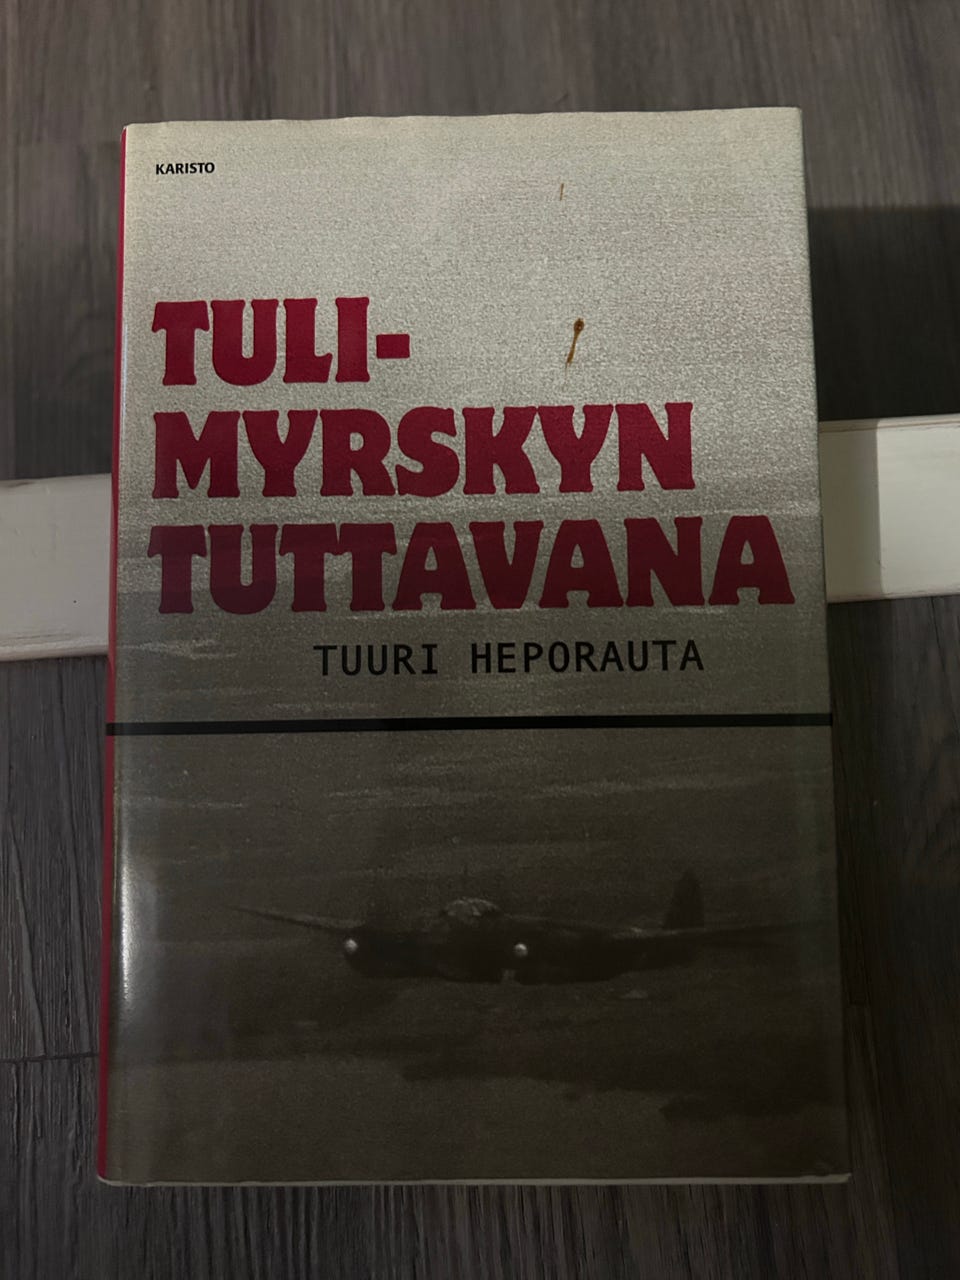 KARISTO
TULI-
MYRSKYN
TUTTAVANA
TUURI HEPORAUTA